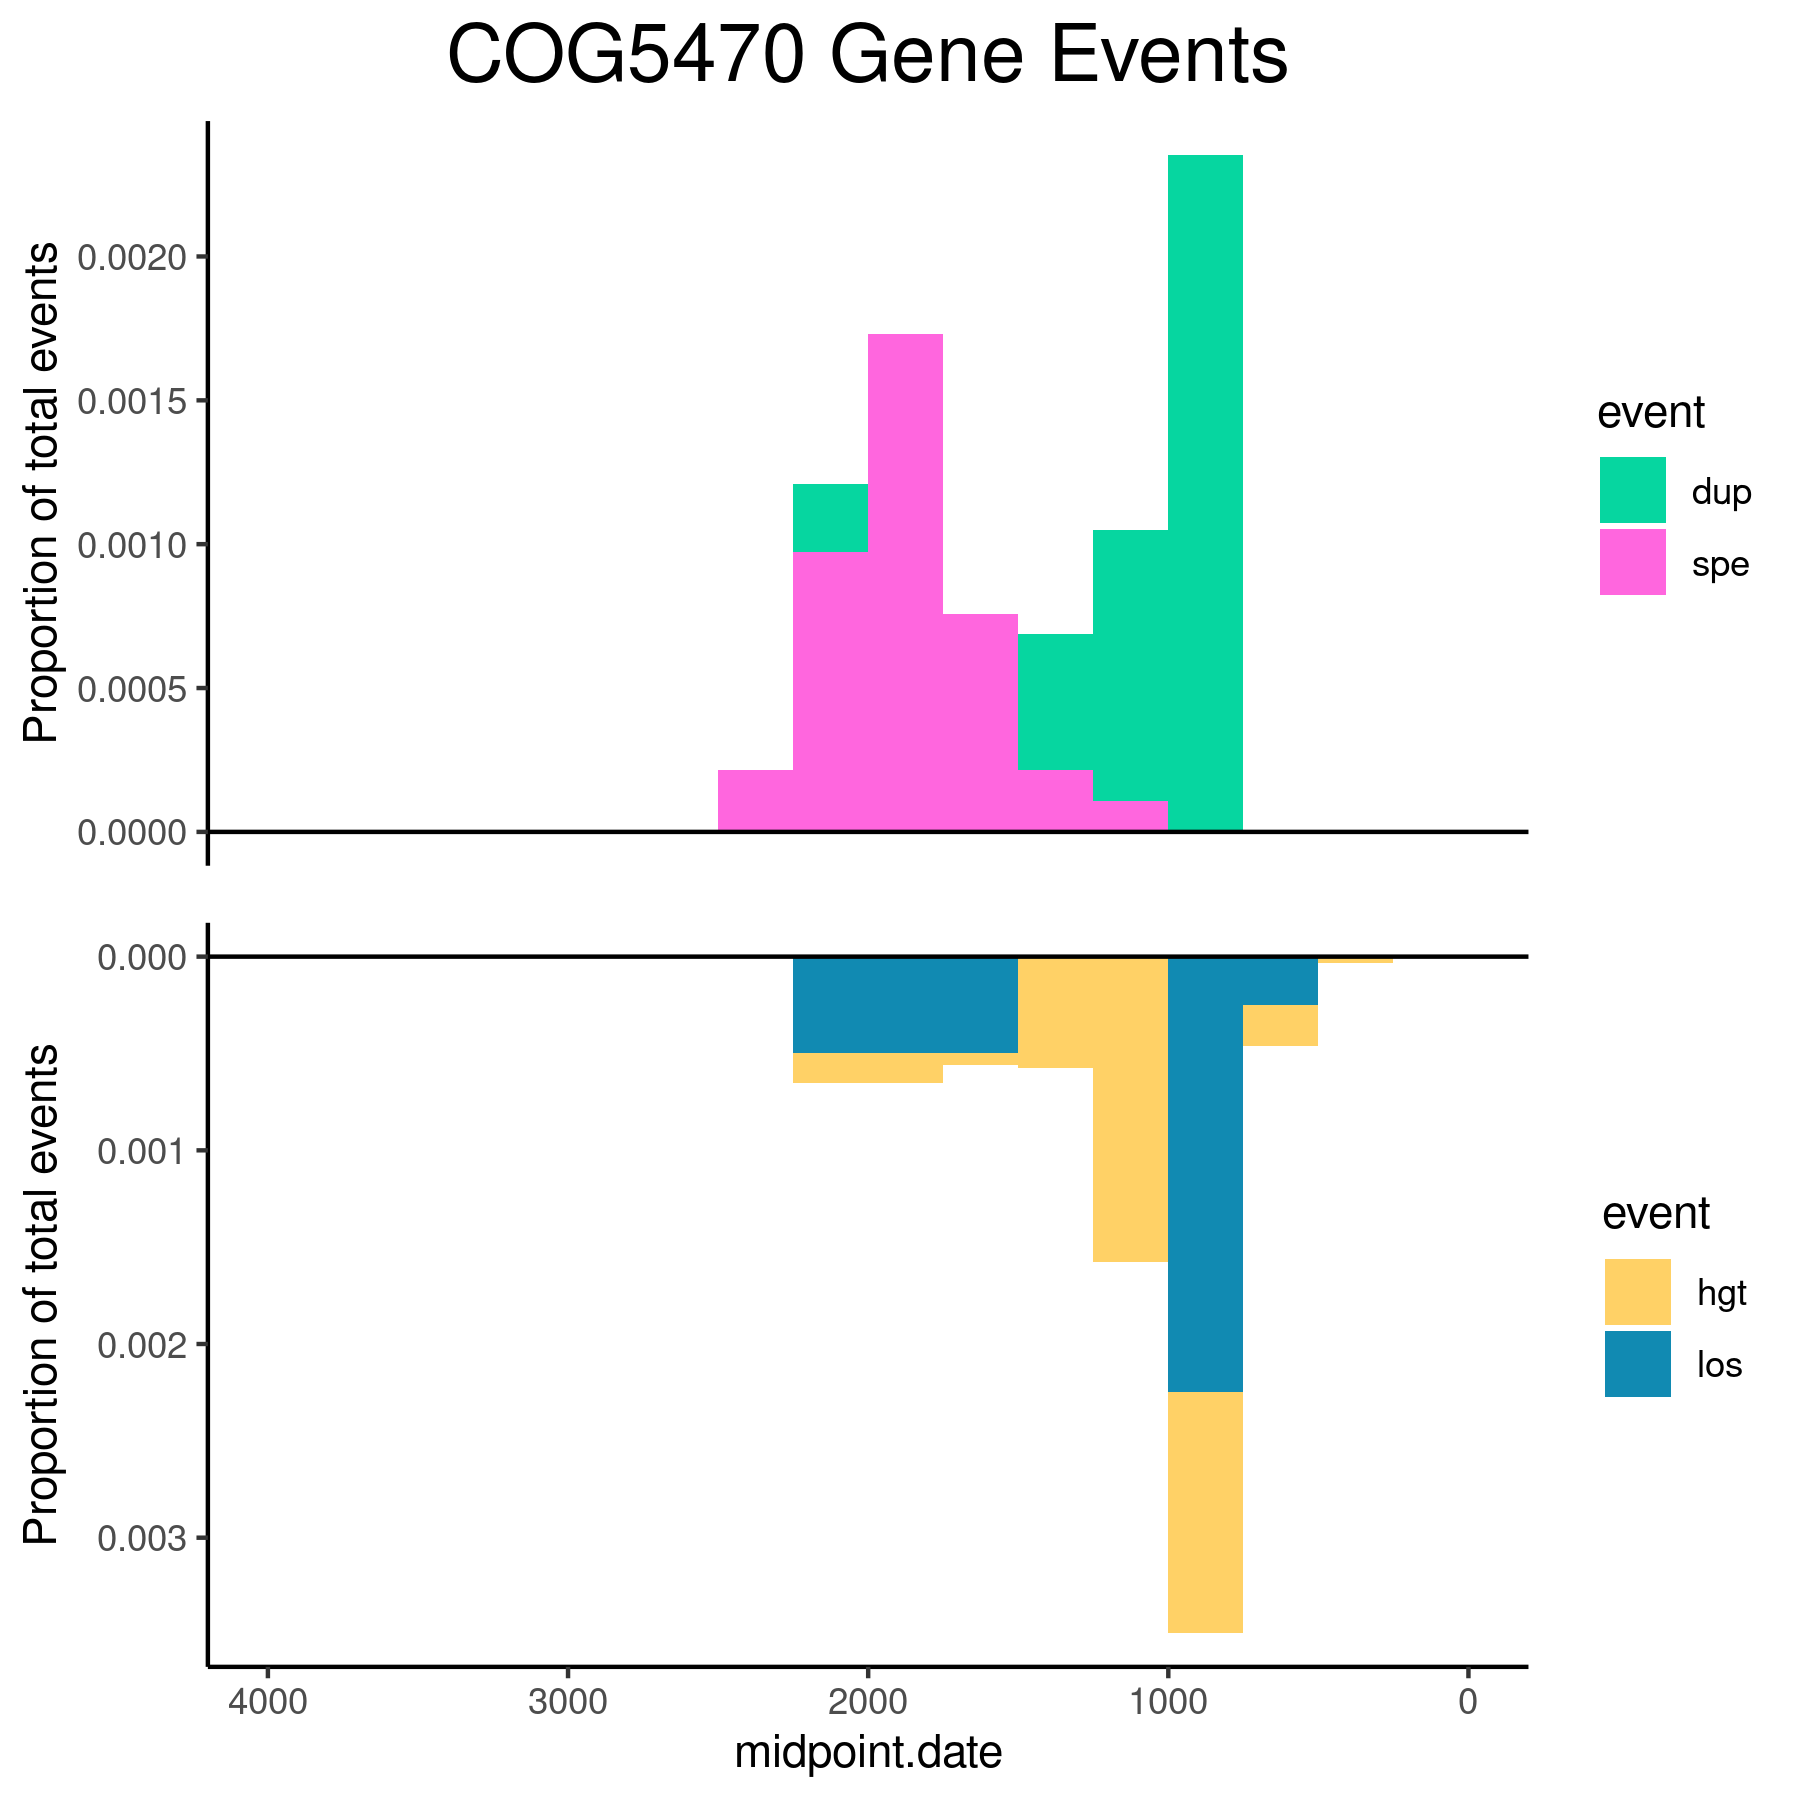 COG5470 Gene Events
Proportion of total events
0.0020
0.0015
0.0010
0.0005
0.0000
event
dup
spe
Proportion of total events
0.000
0.001
0.002
0.003
event
hgt
los
4000 3000 2000 1000 0
midpoint.date